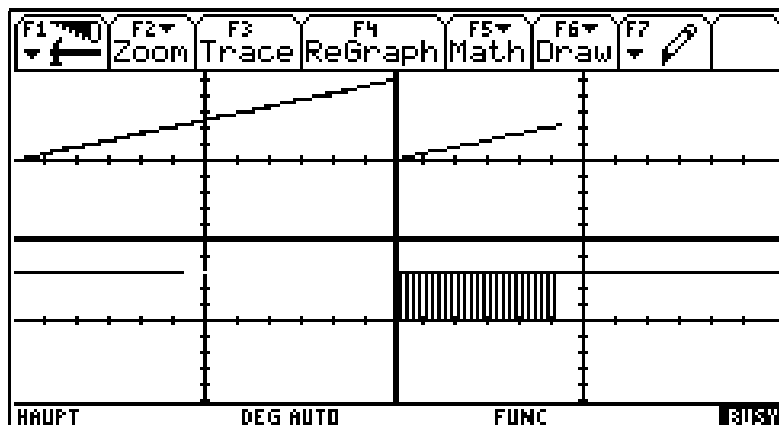 F1 F2 F3 F4 F5 F6 F7
Zoom Trace ReGraph Math Draw
HAUPT DEG AUTO FUNC BUSY